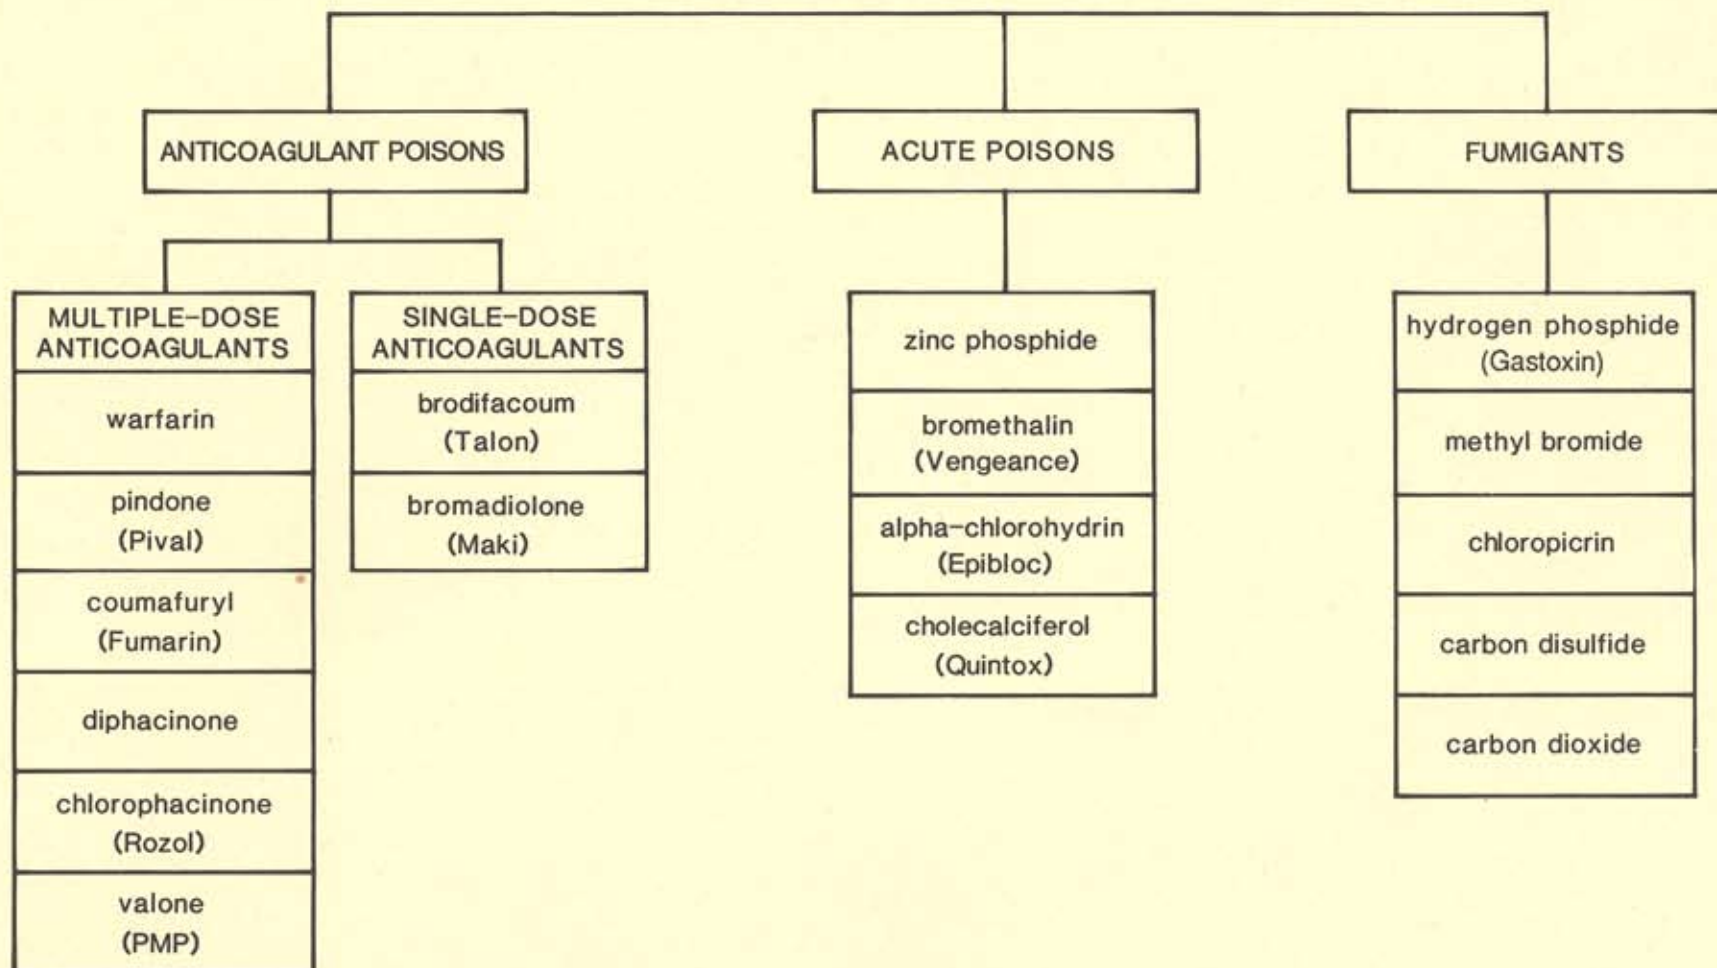 ANTICOAGULANT POISONS
ACUTE POISONS
FUMIGANTS
MULTIPLE-DOSE
ANTICOAGULANTS
warfarin
pindone
(Pival)
coumafuryl
(Fumarin)
diphacinone
chlorophacinone
(Rozol)
valone
(PMP)
SINGLE-DOSE
ANTICOAGULANTS
brodifacoum
(Talon)
bromadiolone
(Maki)
zinc phosphide
bromethalin
(Vengeance)
alpha-chlorohydrin
(Epibloc)
cholecalciferol
(Quintox)
hydrogen phosphide
(Gastoxin)
methyl bromide
chloropicrin
carbon disulfide
carbon dioxide